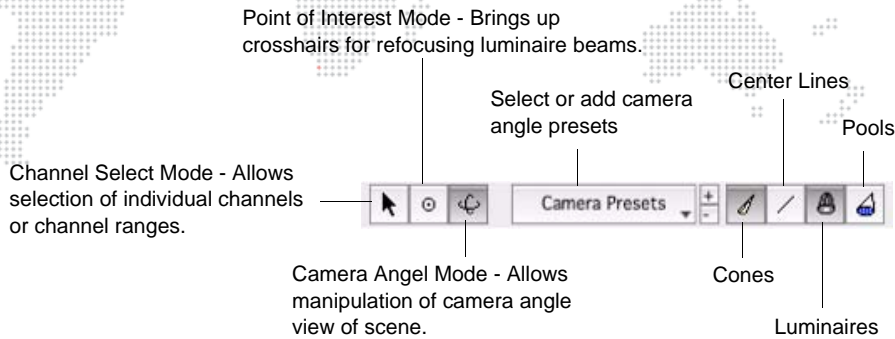 Point of Interest Mode - Brings up
crosshairs for refocusing luminaire beams.
Center Lines
Select or add camera
angle presets
Pools
Channel Select Mode - Allows
selection of individual channels
or channel ranges.
Camera Presets
+
-
Camera Angel Mode - Allows
manipulation of camera angle
view of scene.
Cones
Luminaires